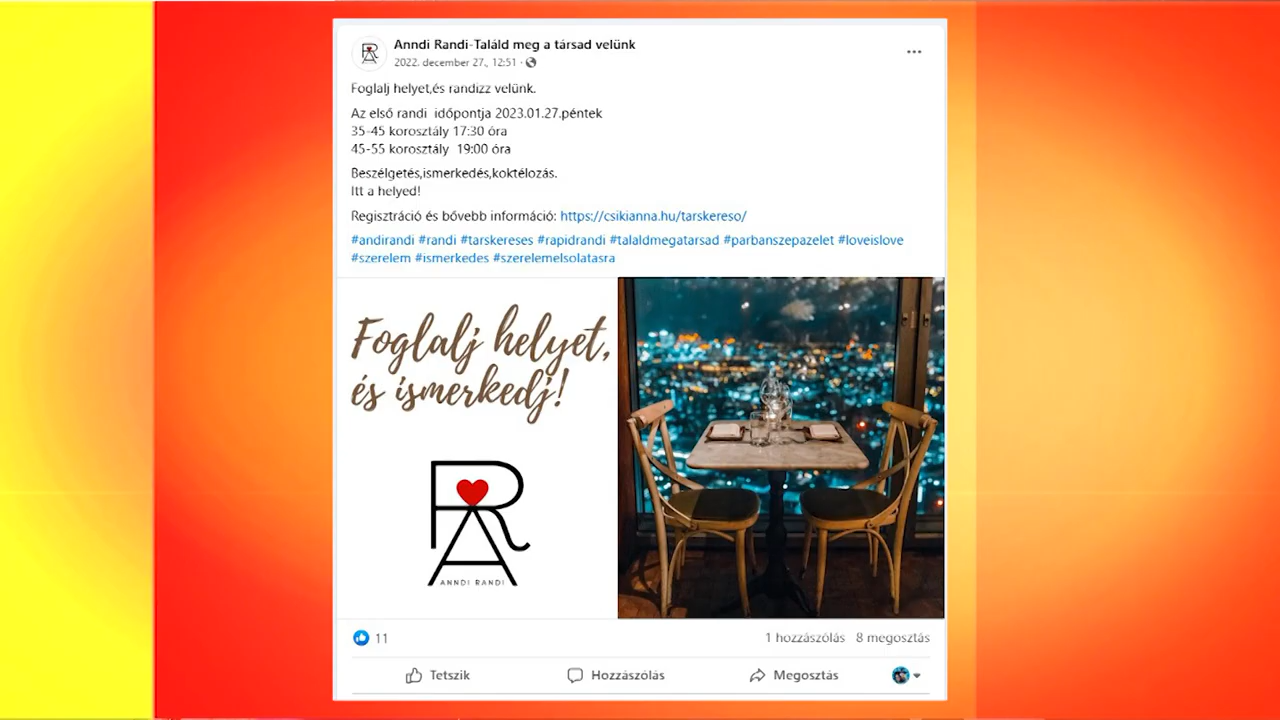 Anndi Randi-Találd meg a társad velünk
2022. december 27., 12:51 ·
Foglalj helyet,és randizz velünk.
Az első randi időpontja 2023.01.27.péntek
35-45 korosztály 17:30 óra
45-55 korosztály 19:00 óra
Beszélgetés,ismerkedés,koktélozás.
Itt a helyed!
Regisztráció és bővebb információ: https://csikianna.hu/tarskereso/
#andirandi #randi #tarskereses #rapidrandi #talaldmegatarsad #parbanszepazelet #loveislove
#szerelem #ismerkedes #szerelemelsolatasra
Foglalj helyet,
és ismerkedj!
RA
ANNDI RANDI
11
1 hozzászólás 8 megosztás
Tetszik Hozzászólás Megosztás